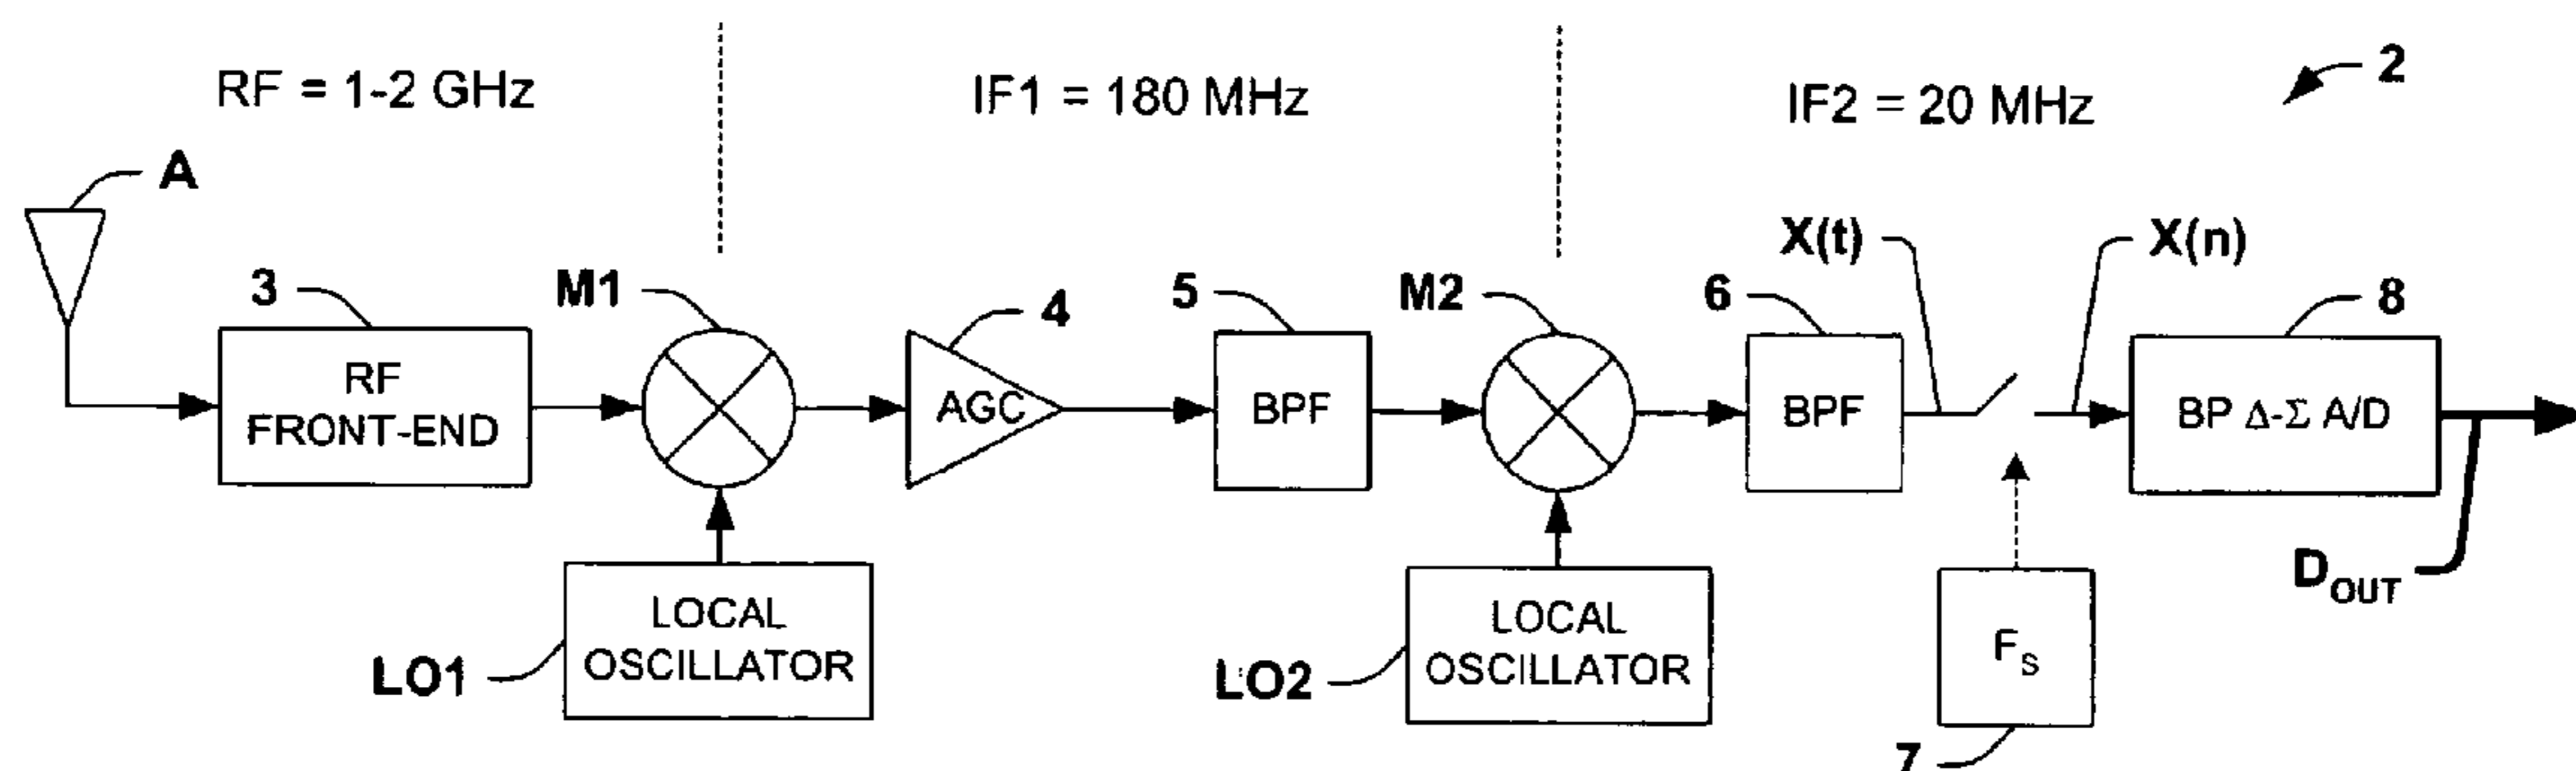 RF = 1-2 GHz
IF1 = 180 MHz
IF2 = 20 MHz
2
A
3
M1
4
5
M2
6
X(t)
X(n)
8
RF
FRONT-END
AGC
BPF
BPF
BP Δ-Σ A/D
LOCAL
OSCILLATOR
LO1
LOCAL
OSCILLATOR
LO2
FS
DOUT
7